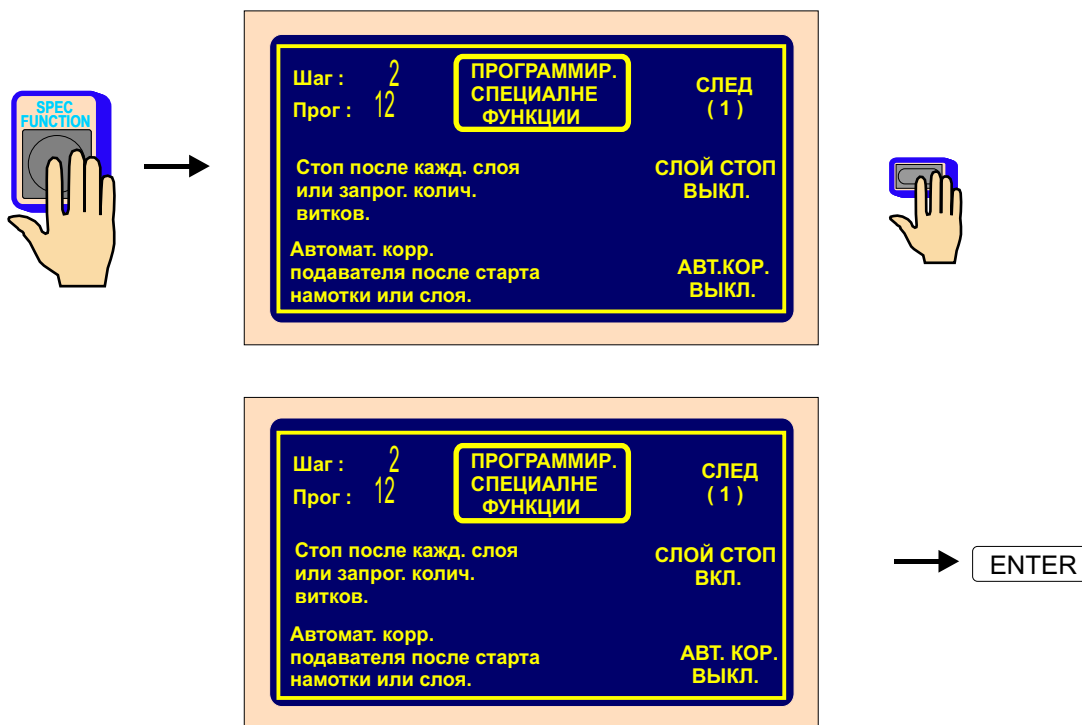 SPEC
FUNCTION
Шаг : 2
Прог : 12
ПРОГРАММИР.
СПЕЦИАЛНЕ
ФУНКЦИИ
СЛЕД
( 1 )
Стоп после кажд. слоя
или запрог. колич.
витков.
СЛОЙ СТОП
ВЫКЛ.
Автомат. корр.
подавателя после старта
намотки или слоя.
АВТ.КОР.
ВЫКЛ.
Шаг : 2
Прог : 12
ПРОГРАММИР.
СПЕЦИАЛНЕ
ФУНКЦИИ
СЛЕД
( 1 )
Стоп после кажд. слоя
или запрог. колич.
витков.
СЛОЙ СТОП
ВКЛ.
Автомат. корр.
подавателя после старта
намотки или слоя.
АВТ. КОР.
ВЫКЛ.
ENTER